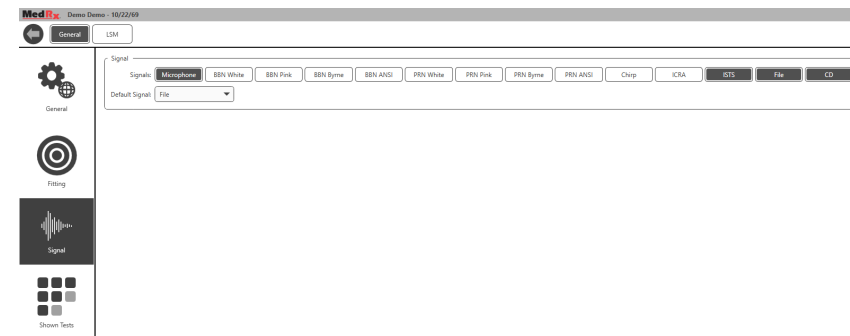 MedRx Demo Demo - 10/22/69
General LSM
Signal
Signals: Microphone BBN White BBN Pink BBN Byrne BBN ANSI PRN White PRN Pink PRN Byrne PRN ANSI Chirp ICRA ISTS File CD
Default Signal: File
General
Fitting
Signal
Shown Tests